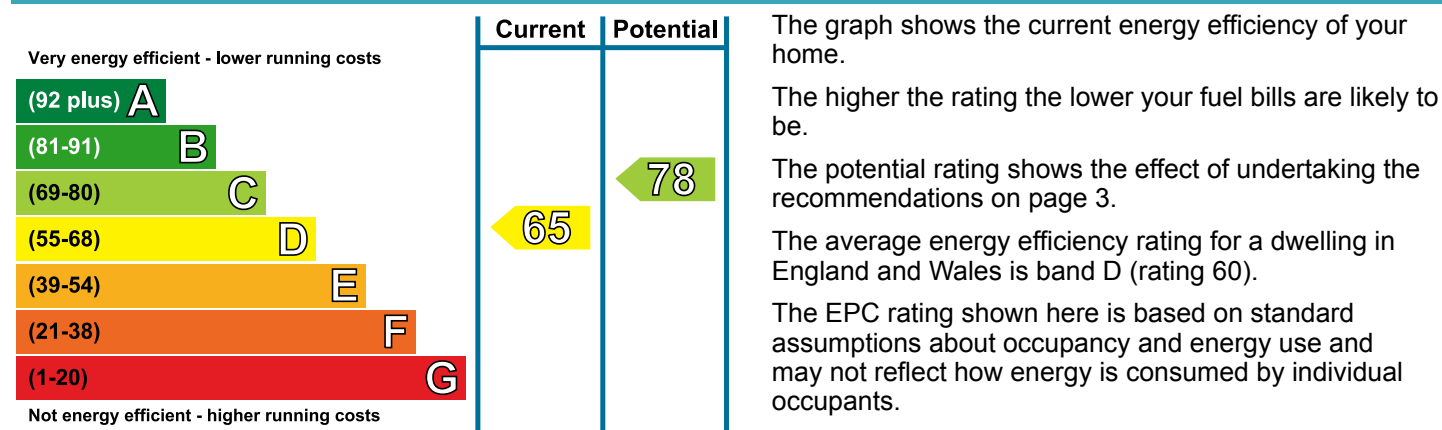 Current Potential
Very energy efficient - lower running costs
(92 plus) A
(81-91) B
(69-80) C
(55-68) D
(39-54) E
(21-38) F
(1-20) G
Not energy efficient - higher running costs
65
78
The graph shows the current energy efficiency of your
home.
The higher the rating the lower your fuel bills are likely to
be.
The potential rating shows the effect of undertaking the
recommendations on page 3.
The average energy efficiency rating for a dwelling in
England and Wales is band D (rating 60).
The EPC rating shown here is based on standard
assumptions about occupancy and energy use and
may not reflect how energy is consumed by individual
occupants.